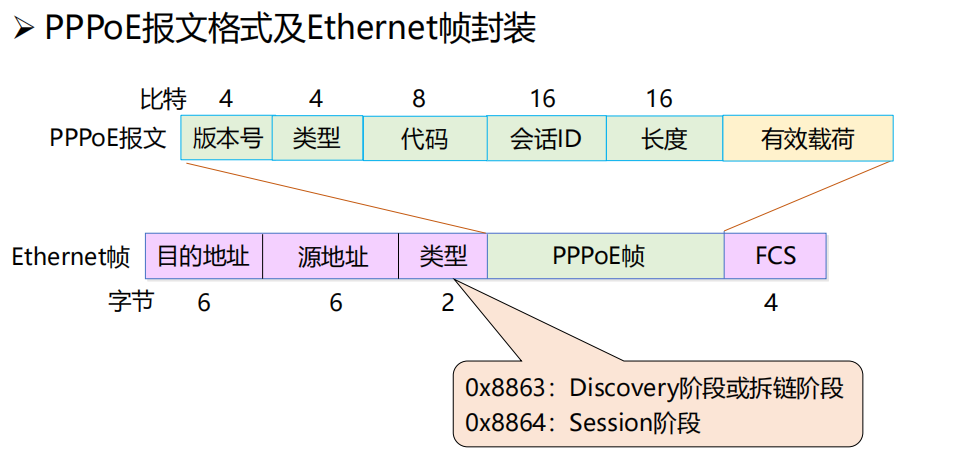 ➢ PPPoE报文格式及Ethernet帧封装
比特 4 4 8 16 16
PPPoE报文 版本号 类型 代码 会话ID 长度 有效载荷
Ethernet帧 目的地址 源地址 类型 PPPoE帧 FCS
字节 6 6 2 4
0x8863：Discovery阶段或拆链阶段
0x8864：Session阶段